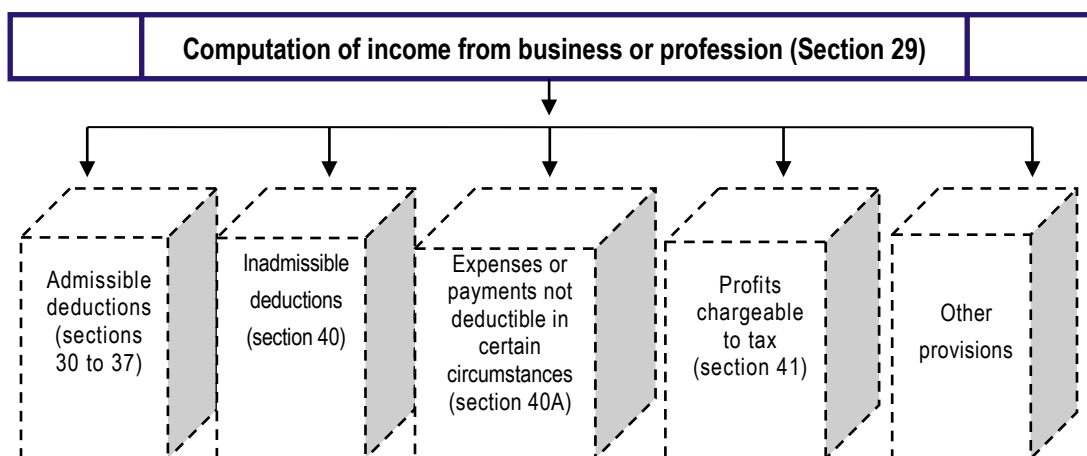 Computation of income from business or profession (Section 29)
Admissible
deductions
(sections
30 to 37)
Inadmissible
deductions
(section 40)
Expenses or
payments not
deductible in
certain
circumstances
(section 40A)
Profits
chargeable
to tax
(section 41)
Other
provisions